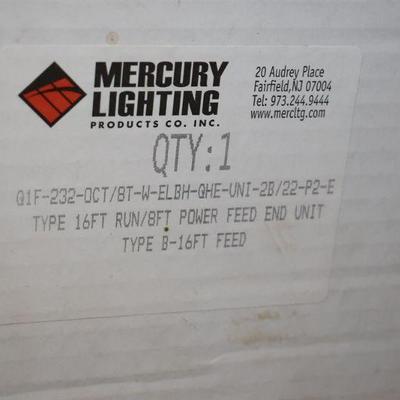 MERCURY
LIGHTING
PRODUCTS CO. INC.
20 Audrey Place
Fairfield,NJ 07004
Tel: 973.244.9444
www.mercltg.com
QTY:1
Q1F-232-OCT/8T-W-ELBH-QHE-UNI-2B/22-P2-E
TYPE 16FT RUN/8FT POWER FEED END UNIT
TYPE B-16FT FEED